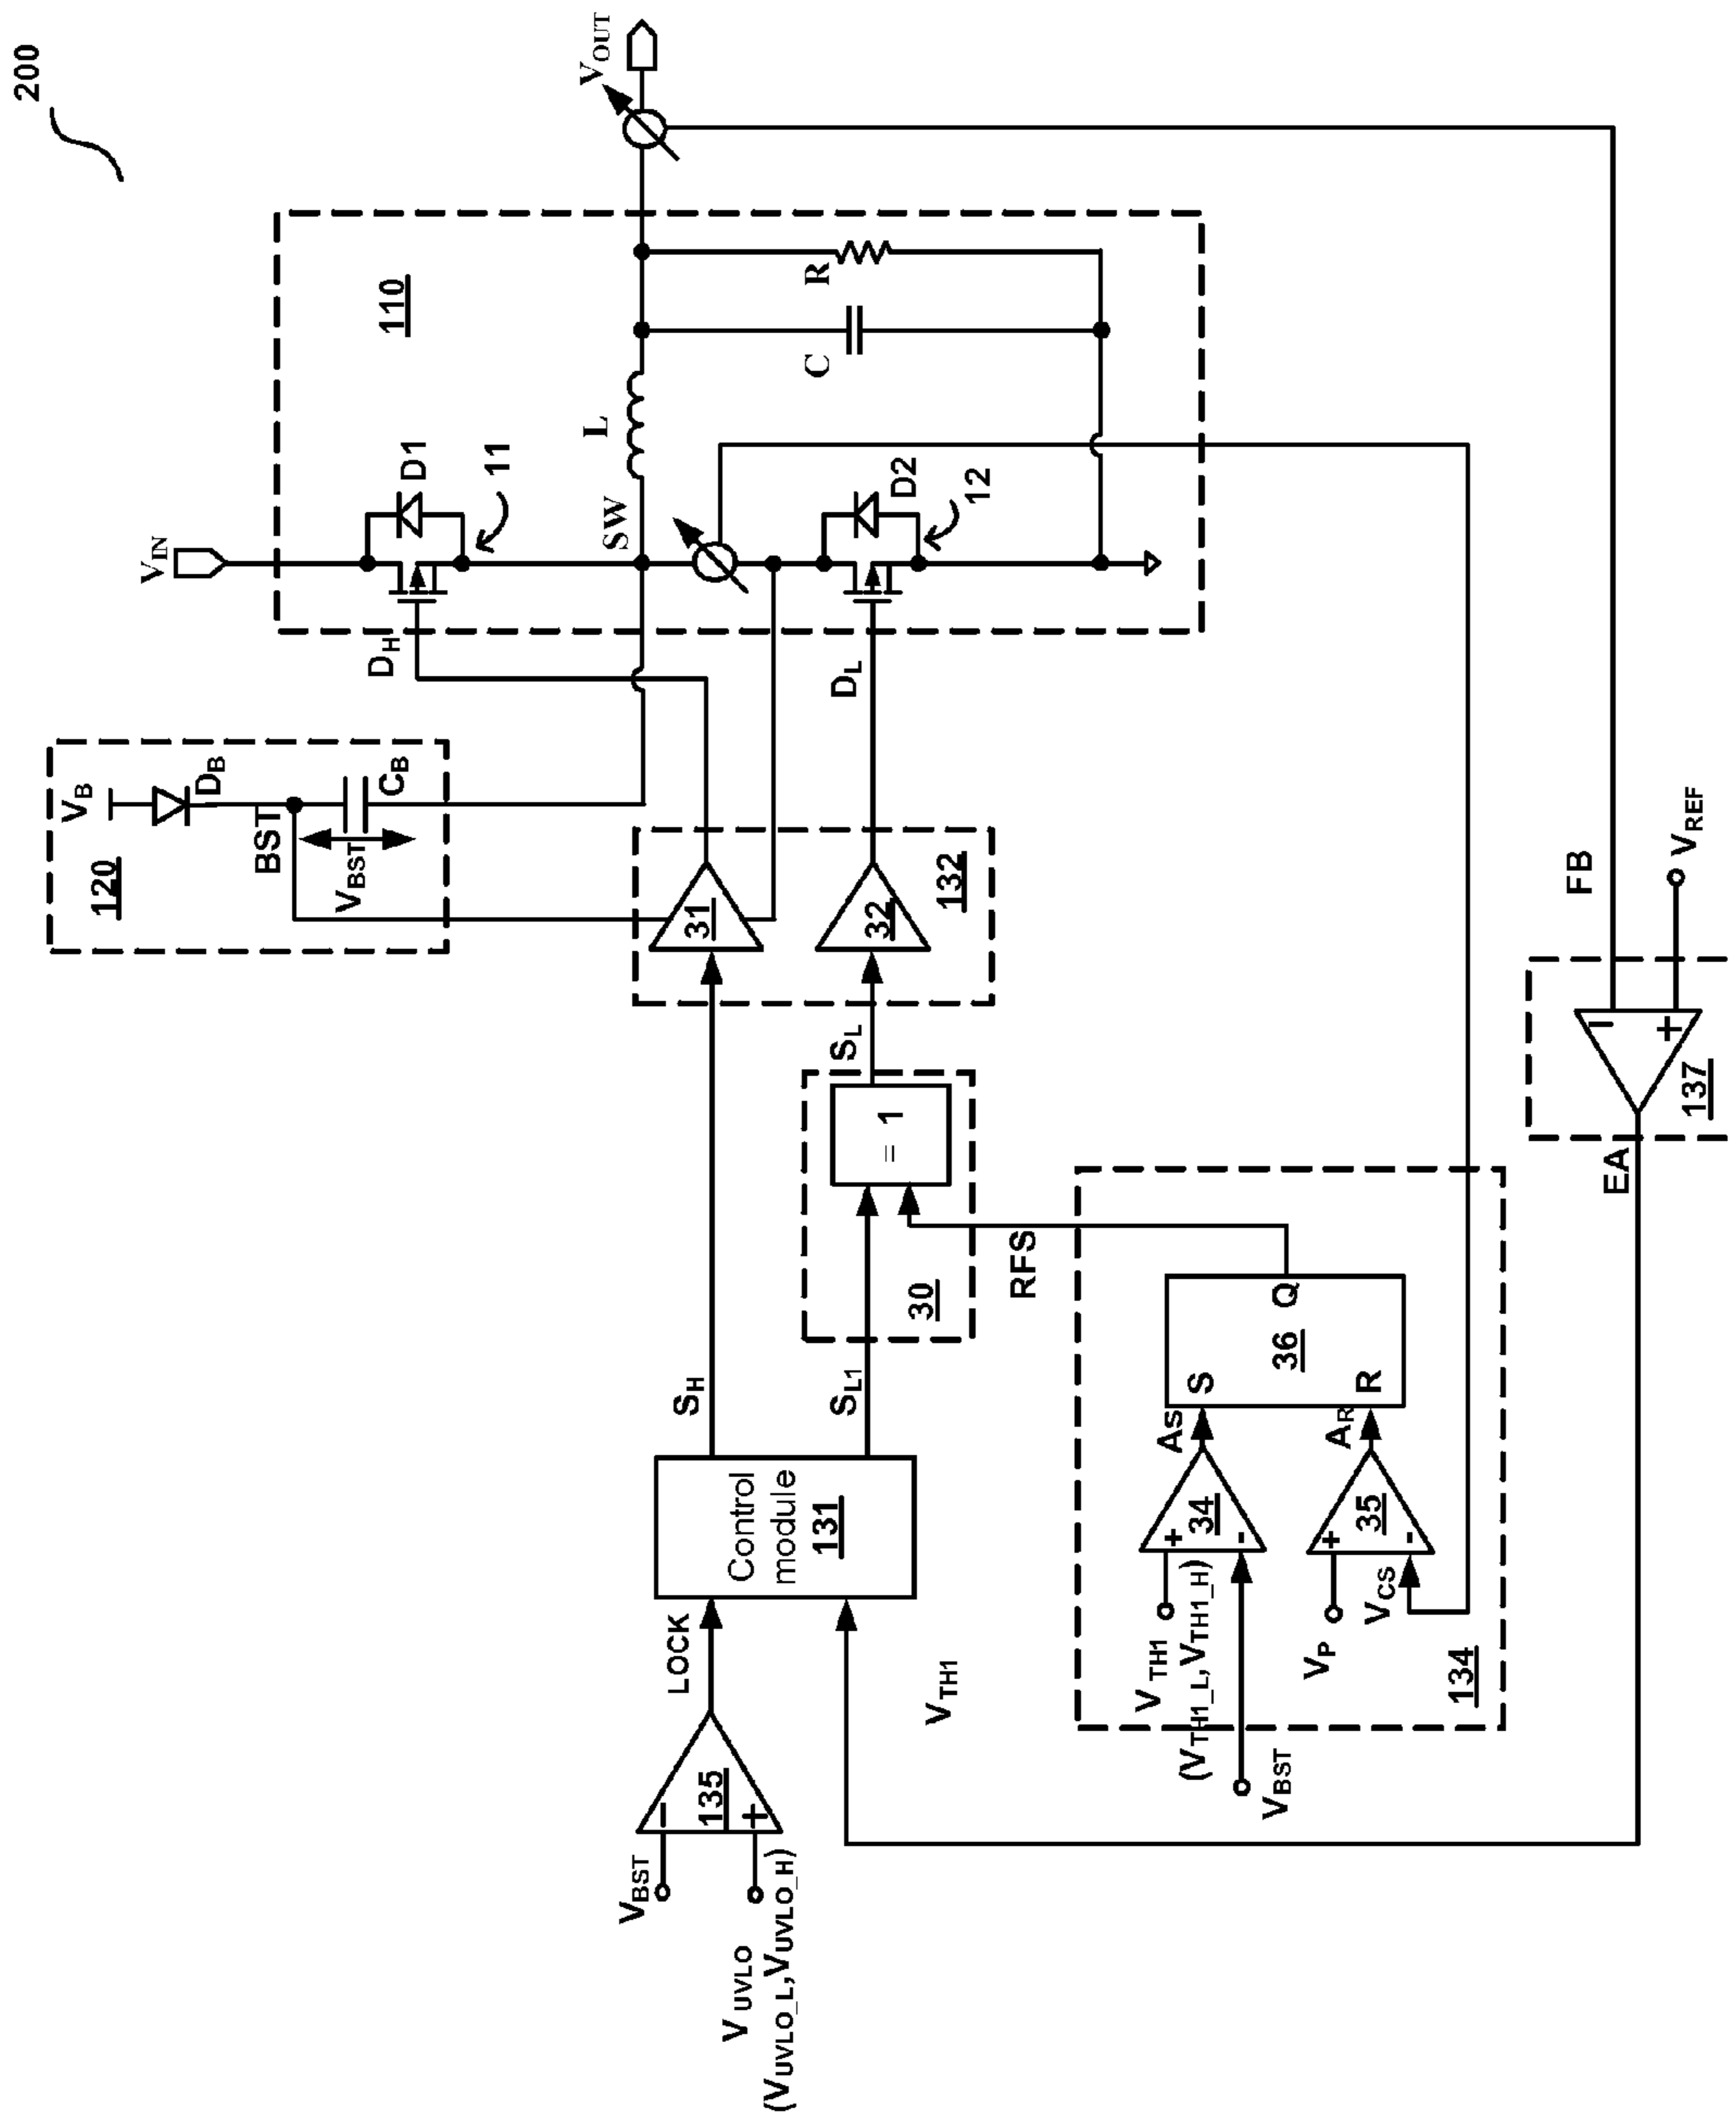 200
VIN
VOUT
VB
DB
BST
CB
VBST
120
110
DH
D1
11
SW
L
C
R
D2
12
DL
31
32
132
SH
SL
= 1
30
SL1
RFS
Control
module
131
LOCK
135
−
+
VBST
VUVLO
(VUVLO_L,VUVLO_H)
VTH1
AS
S
Q
36
AR
R
34
+
-
35
+
-
VTH1
(VTH1_L,VTH1_H)
VBST
VP
VCS
134
EA
FB
VREF
−
+
137